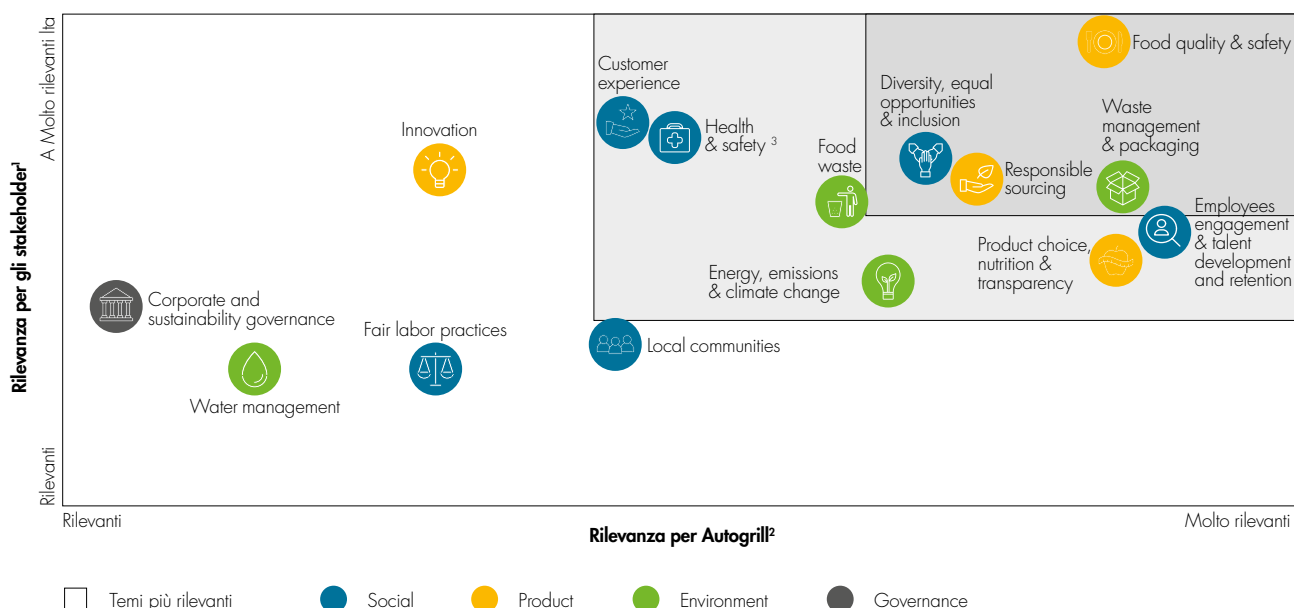 Food quality & safety
Customer
experience
Diversity, equal
opportunities
& inclusion
Waste
management
& packaging
Innovation
Health
& safety 3
Food
waste
Responsible
sourcing
Employees
engagement
& talent
development
and retention
Product choice,
nutrition &
transparency
Energy, emissions
& climate change
Corporate and
sustainability governance
Fair labor practices
Local communities
Water management
A Molto rilevanti lta
Rilevanza per gli stakeholder1
Rilevanti
Rilevanti
Molto rilevanti
Rilevanza per Autogrill2
Temi più rilevanti
Social
Product
Environment
Governance